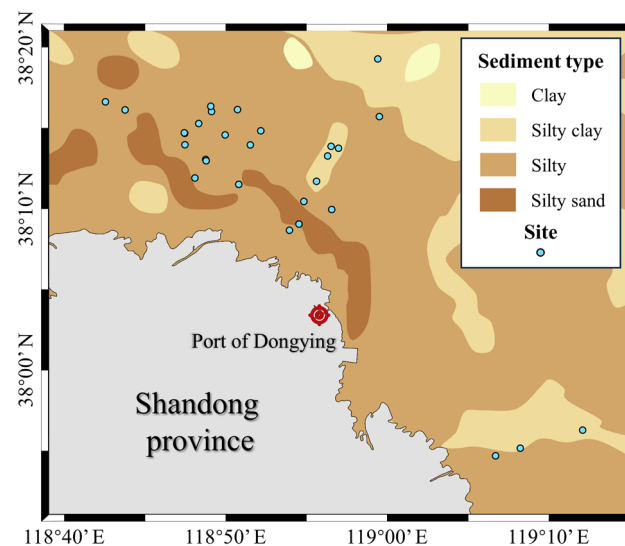 38°20′ N
38°10′ N
38°00′ N
Sediment type
Clay
Silty clay
Silty
Silty sand
Site
Port of Dongying
Shandong
province
118°40′ E
118°50′ E
119°00′ E
119°10′ E